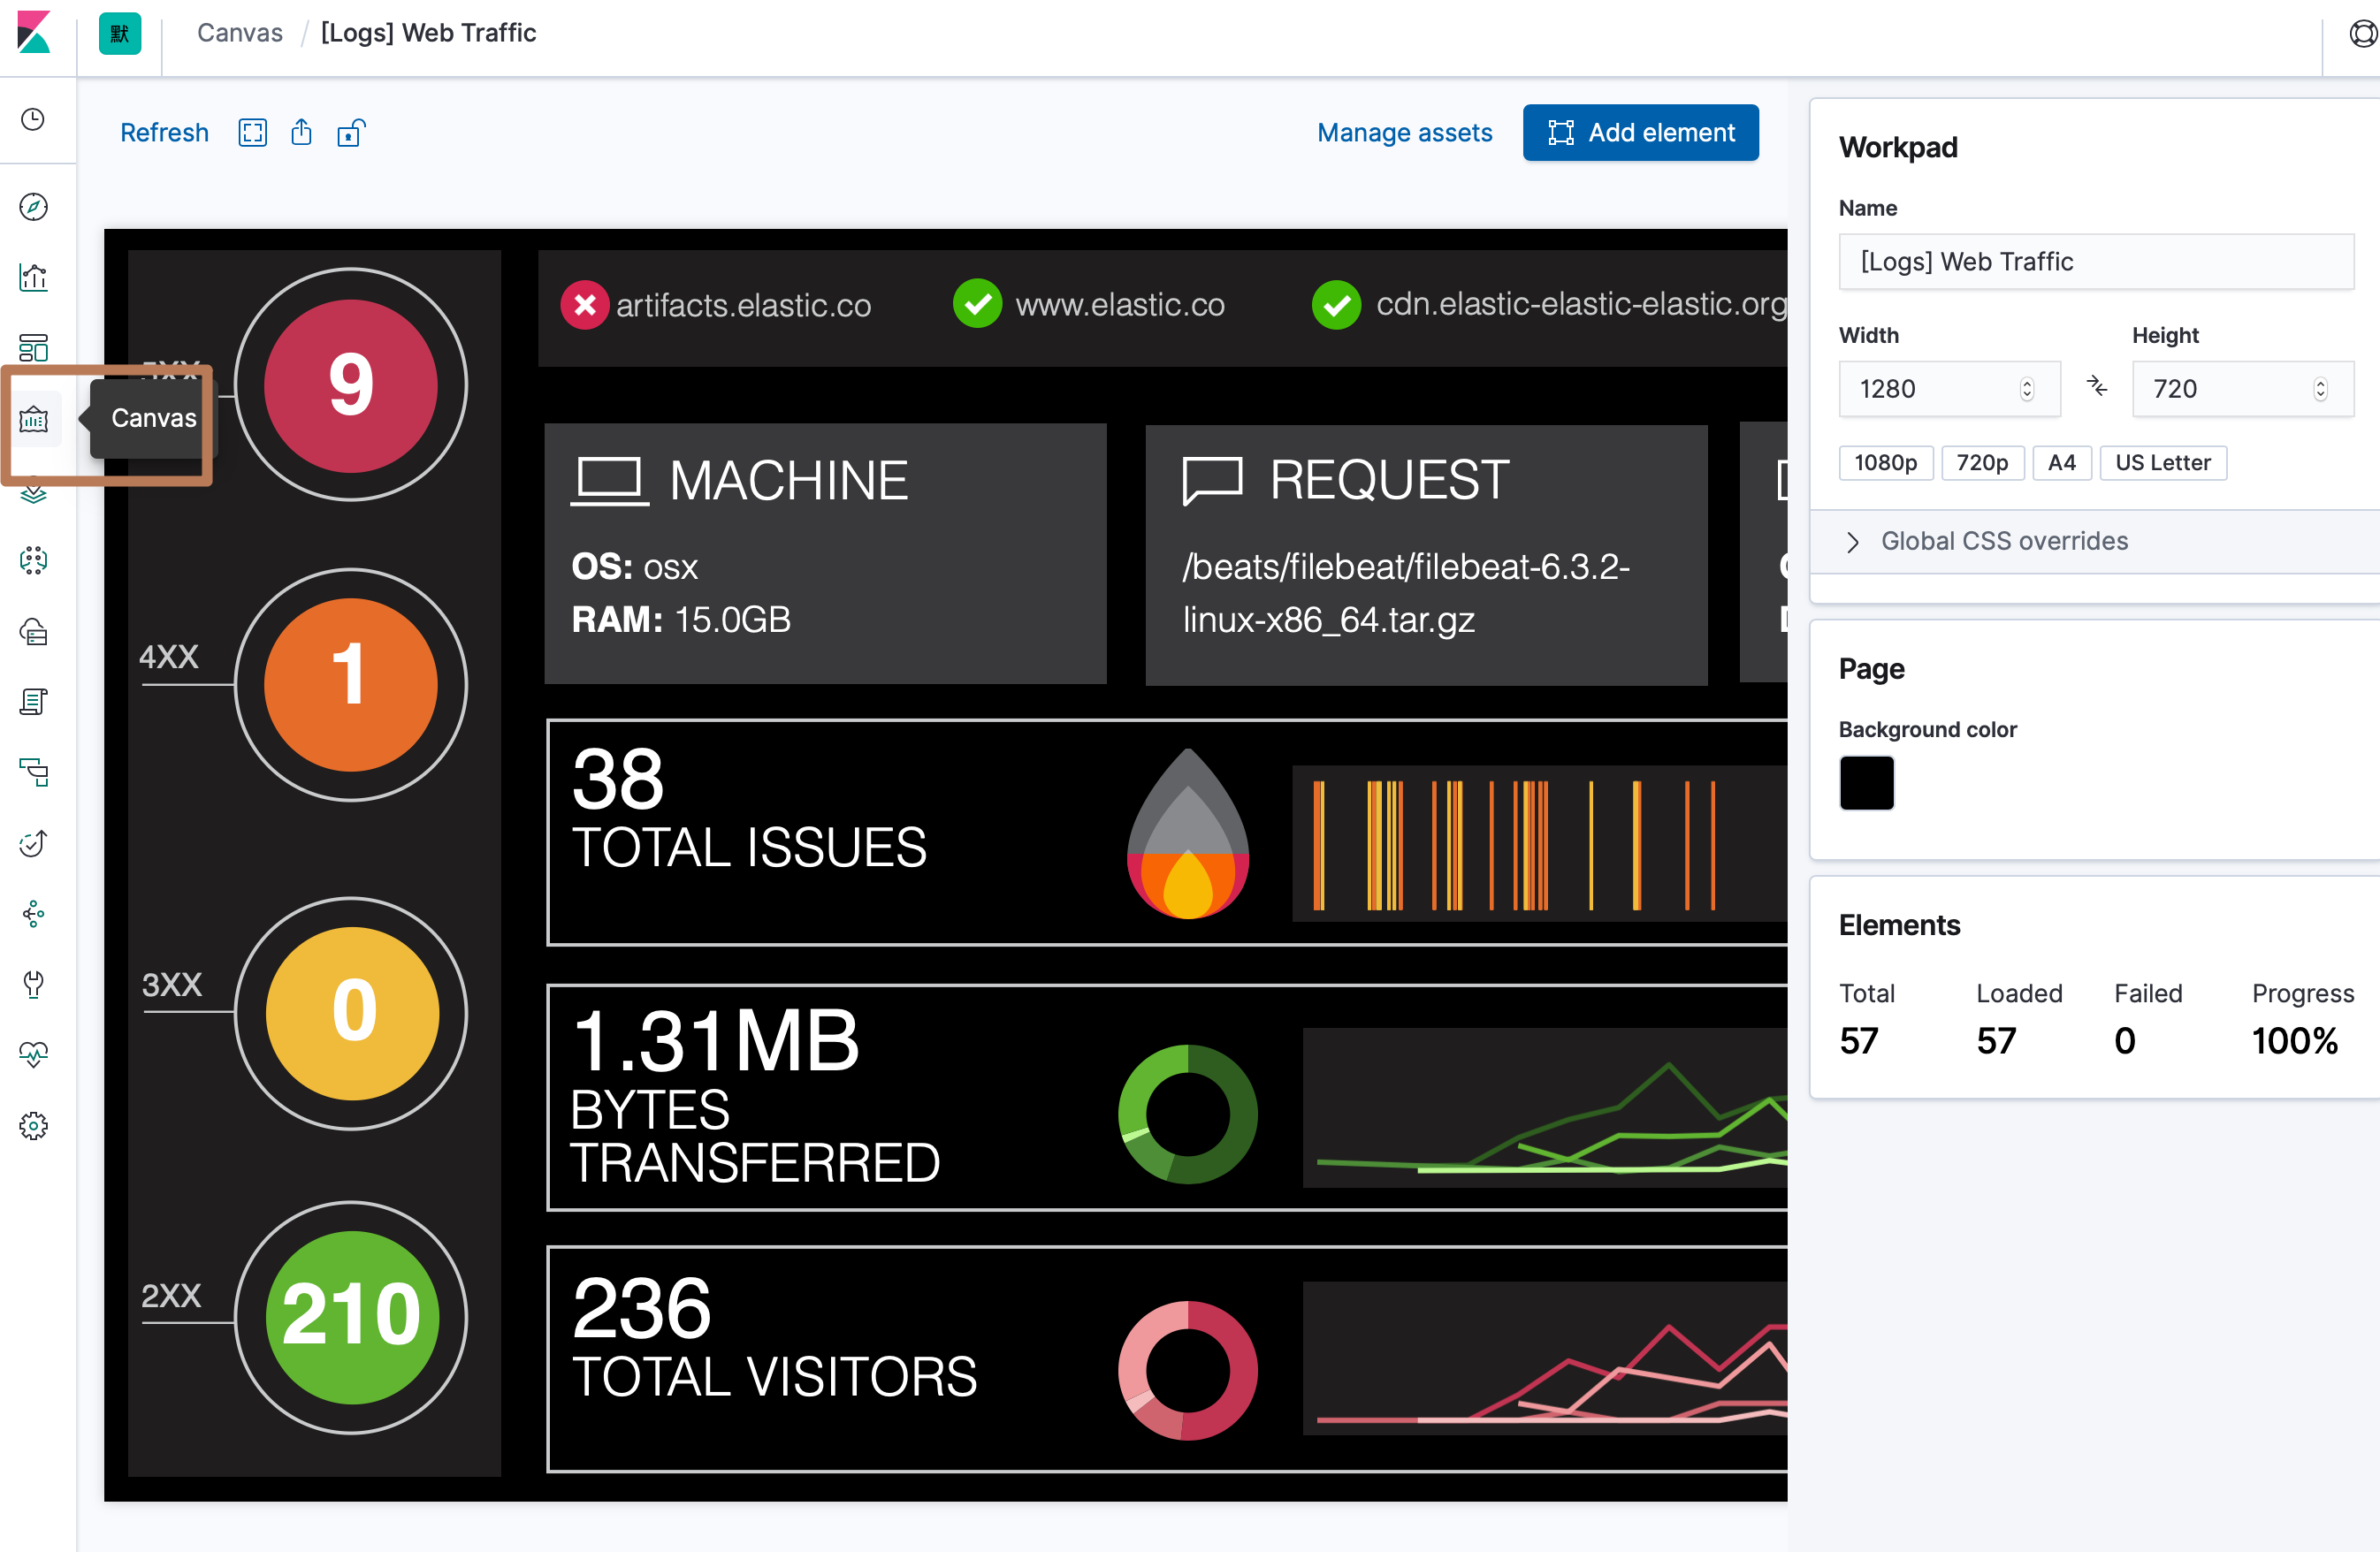 默
Canvas / [Logs] Web Traffic
Refresh
Manage assets
Add element
Canvas
5XX
9
4XX
1
3XX
0
2XX
210
artifacts.elastic.co
www.elastic.co
cdn.elastic-elastic-elastic.org
MACHINE
OS: osx
RAM: 15.0GB
REQUEST
/beats/filebeat/filebeat-6.3.2-
linux-x86_64.tar.gz
38
TOTAL ISSUES
1.31MB
BYTES
TRANSFERRED
236
TOTAL VISITORS
Workpad
Name
[Logs] Web Traffic
Width
Height
1280
720
1080p
720p
A4
US Letter
Global CSS overrides
Page
Background color
Elements
Total
Loaded
Failed
Progress
57
57
0
100%